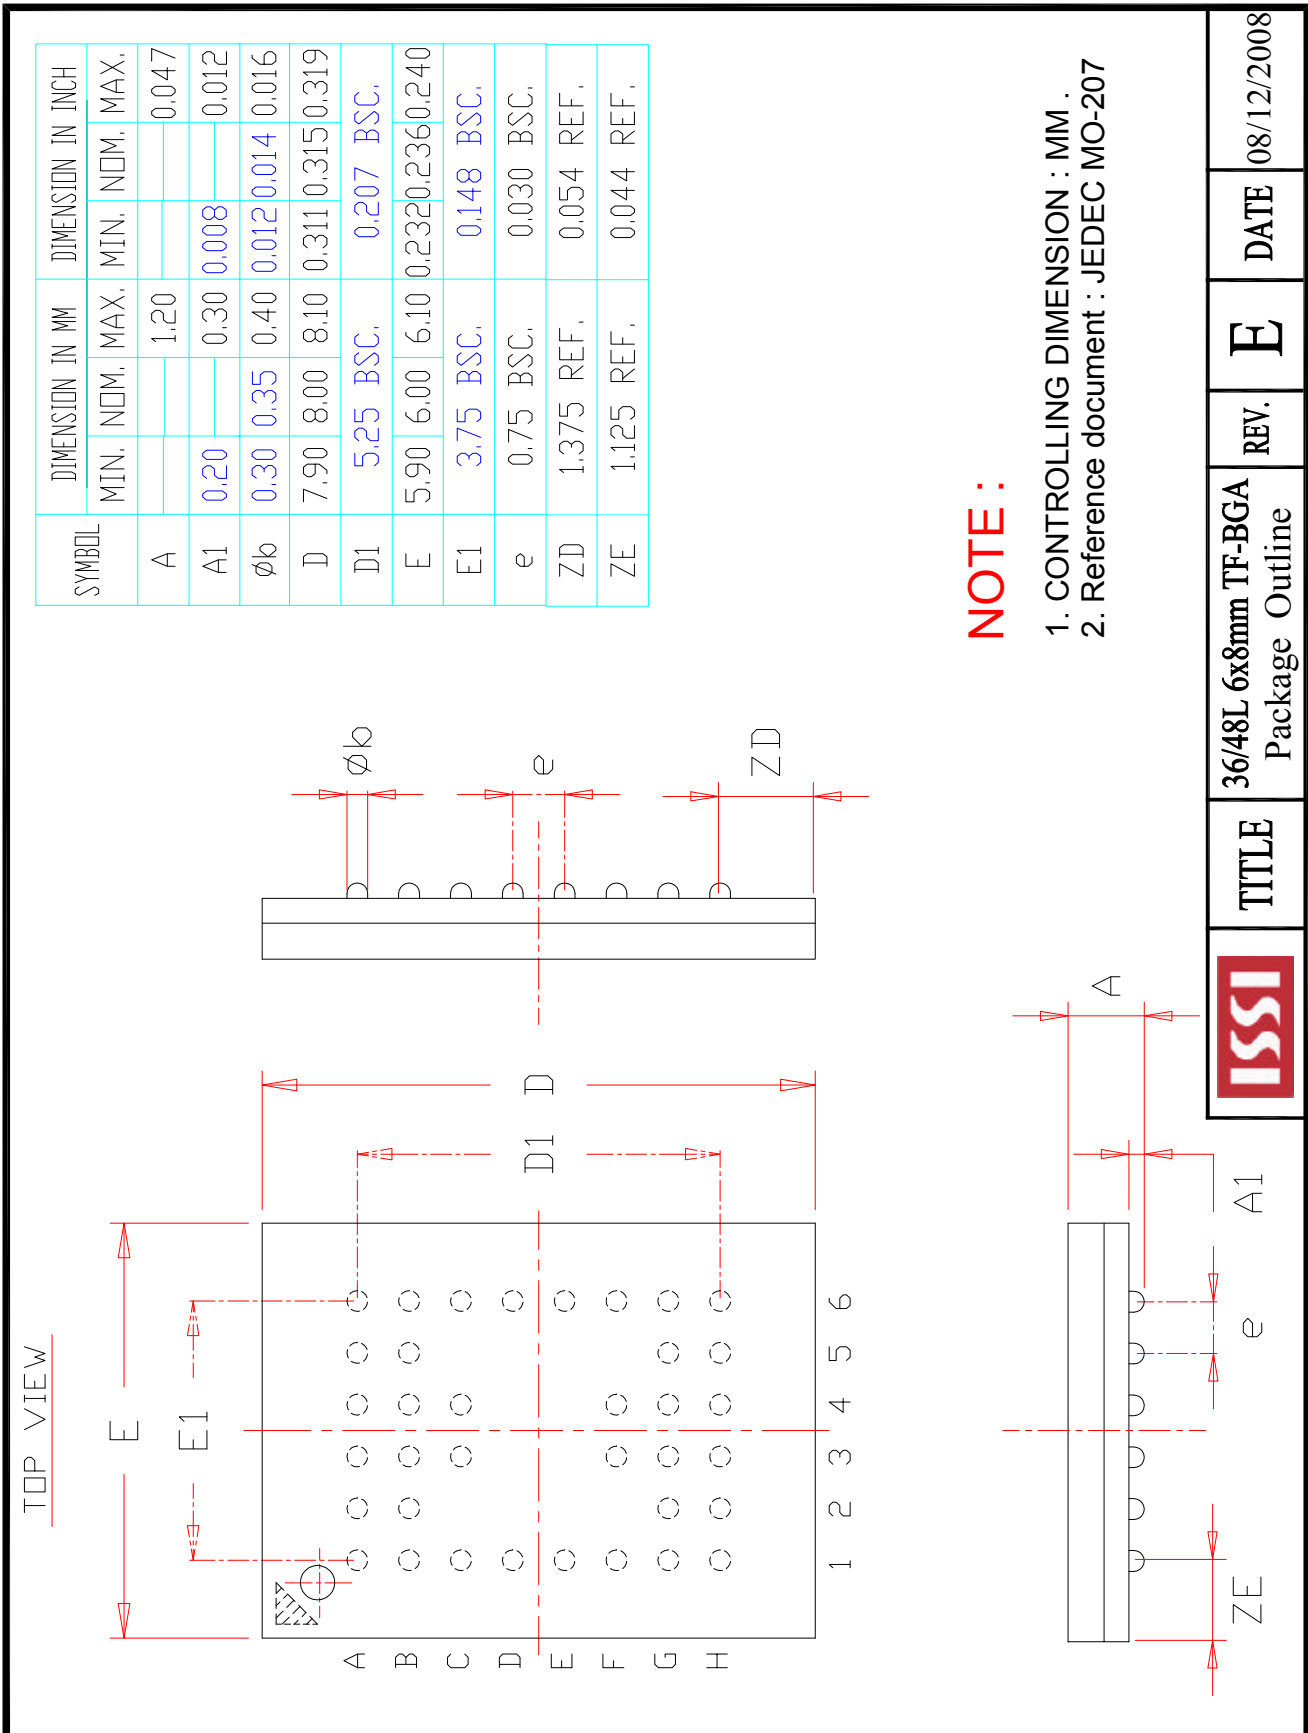 TOP VIEW
E
E1
D
D1
A
B
C
D
E
F
G
H
1 2 3 4 5 6
Øb
e
ZD
ZE
e
A1
A
SYMBOL DIMENSION IN MM DIMENSION IN INCH
MIN. NOM. MAX. MIN. NOM. MAX.
A 1.20 0.047
A1 0.20 0.30 0.008 0.012
Øb 0.30 0.35 0.40 0.012 0.014 0.016
D 7.90 8.00 8.10 0.311 0.315 0.319
D1 5.25 BSC. 0.207 BSC.
E 5.90 6.00 6.10 0.232 0.236 0.240
E1 3.75 BSC. 0.148 BSC.
e 0.75 BSC. 0.030 BSC.
ZD 1.375 REF. 0.054 REF.
ZE 1.125 REF. 0.044 REF.
NOTE :
1. CONTROLLING DIMENSION : MM .
2. Reference document : JEDEC MO-207
ISSI
TITLE
36/48L 6x8mm TF-BGA
Package Outline
REV.
E
DATE
08/12/2008